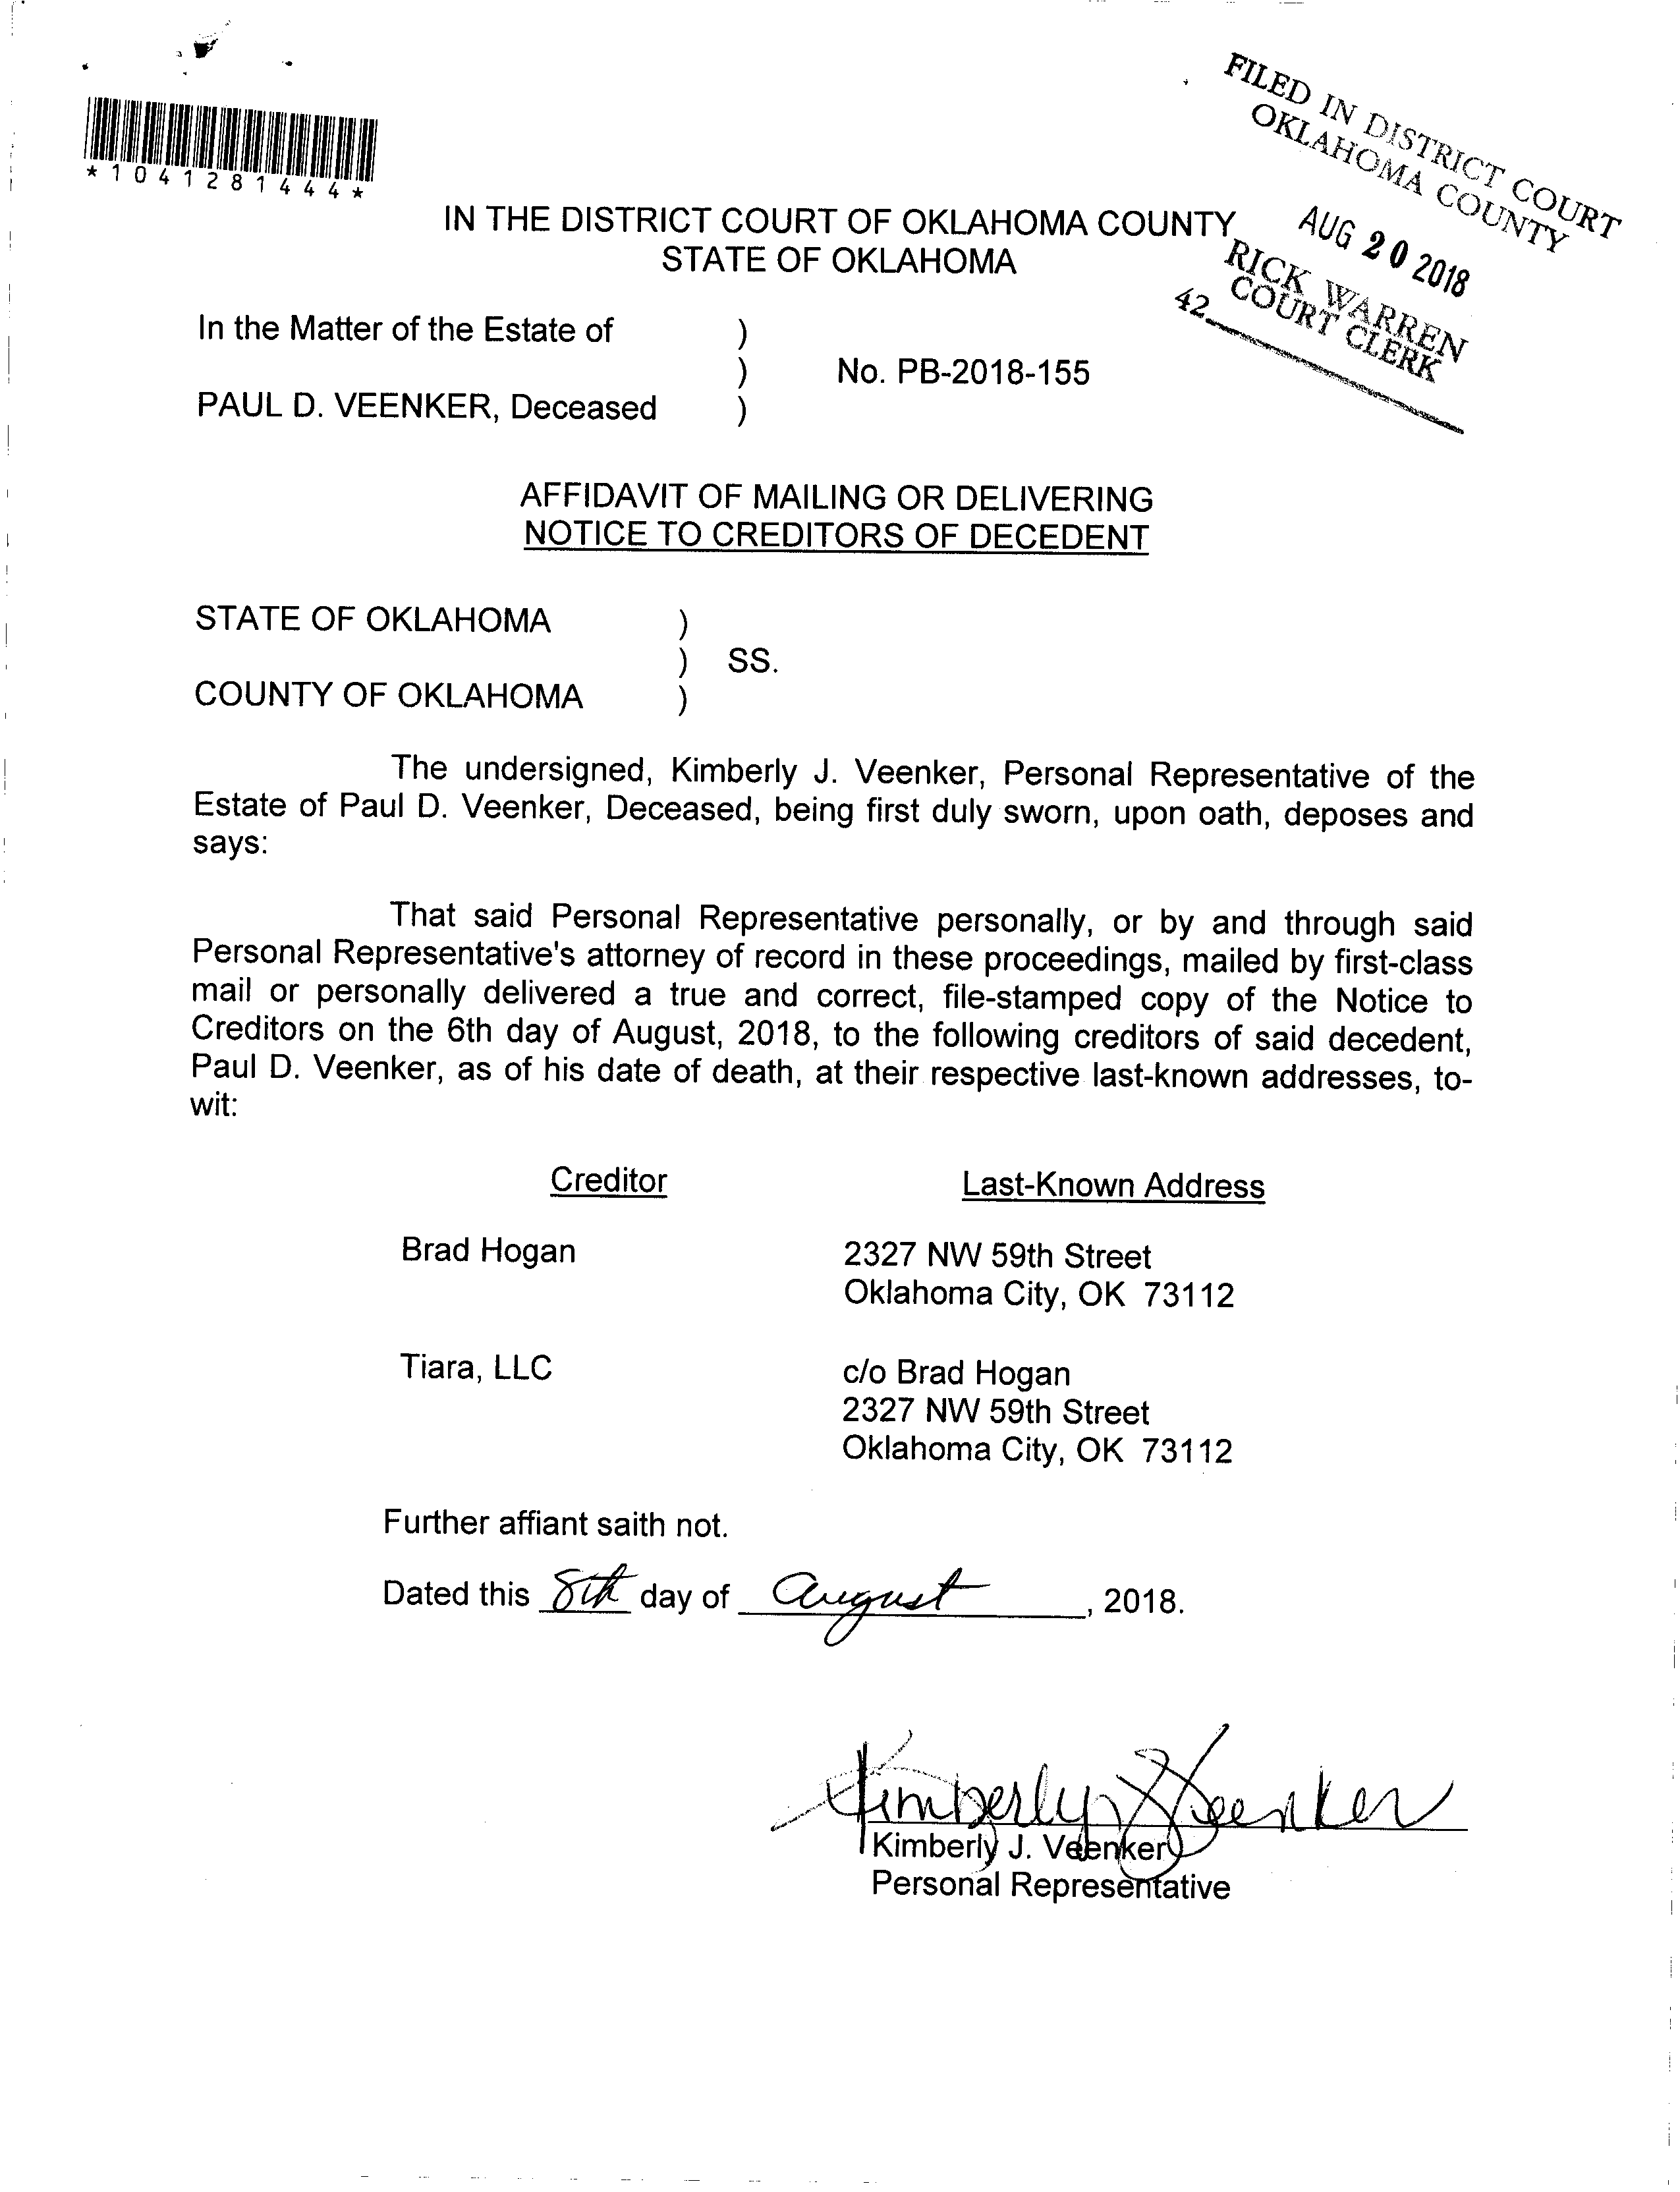 *1041281444*
FILED IN DISTRICT COURT
OKLAHOMA COUNTY
AUG 20 2018
RICK WARREN
COURT CLERK
42
IN THE DISTRICT COURT OF OKLAHOMA COUNTY
STATE OF OKLAHOMA
In the Matter of the Estate of )
) No. PB-2018-155
PAUL D. VEENKER, Deceased )
AFFIDAVIT OF MAILING OR DELIVERING
NOTICE TO CREDITORS OF DECEDENT
STATE OF OKLAHOMA )
) SS.
COUNTY OF OKLAHOMA )
The undersigned, Kimberly J. Veenker, Personal Representative of the
Estate of Paul D. Veenker, Deceased, being first duly sworn, upon oath, deposes and
says:
That said Personal Representative personally, or by and through said
Personal Representative's attorney of record in these proceedings, mailed by first-class
mail or personally delivered a true and correct, file-stamped copy of the Notice to
Creditors on the 6th day of August, 2018, to the following creditors of said decedent,
Paul D. Veenker, as of his date of death, at their respective last-known addresses, to-
wit:
Creditor Last-Known Address
Brad Hogan 2327 NW 59th Street
Oklahoma City, OK 73112
Tiara, LLC c/o Brad Hogan
2327 NW 59th Street
Oklahoma City, OK 73112
Further affiant saith not.
Dated this 8th day of August, 2018.
Kimberly J Veenker
Kimberly J. Veenker
Personal Representative